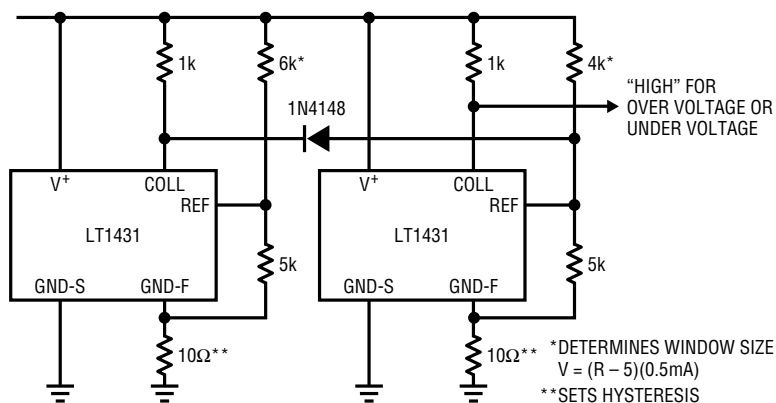 1k
6k*
1k
4k*
"HIGH" FOR
OVER VOLTAGE OR
UNDER VOLTAGE
1N4148
V+
COLL
REF
LT1431
GND-S
GND-F
5k
10Ω**
V+
COLL
REF
LT1431
GND-S
GND-F
5k
10Ω**
*DETERMINES WINDOW SIZE
V = (R – 5)(0.5mA)
**SETS HYSTERESIS